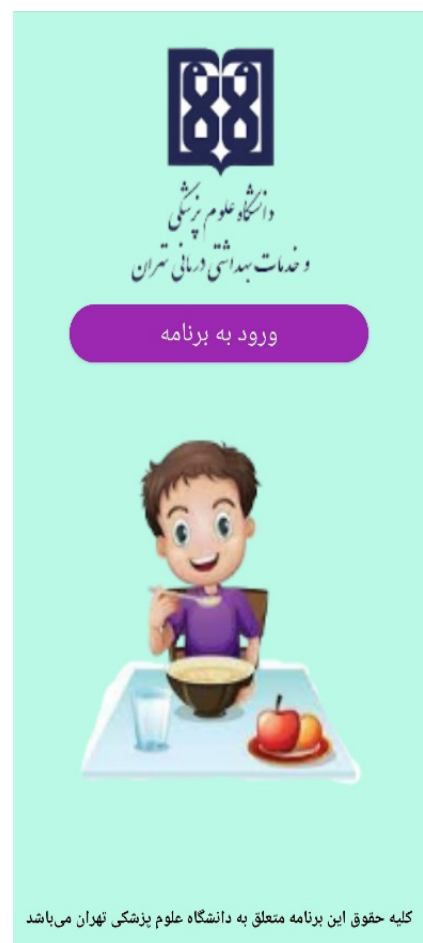 دانشگاه علوم پزشکی
و خدمات بهداشتی درمانی تهران
ورود به برنامه
کلیه حقوق این برنامه متعلق به دانشگاه علوم پزشکی تهران می‌باشد